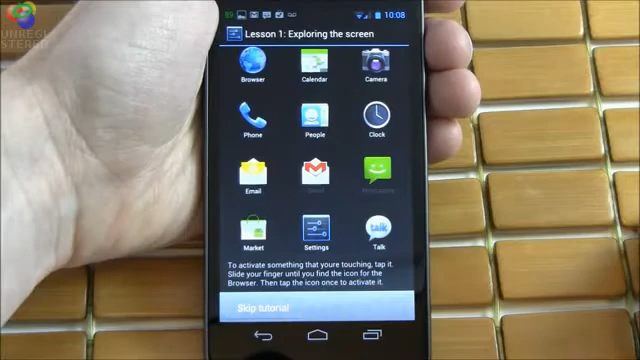 UNREGI
STERED
10:08
Lesson 1: Exploring the screen
Browser
Calendar
Camera
Phone
People
Clock
Email
Market
Settings
Talk
talk
To activate something that youre touching, tap it.
Slide your finger until you find the icon for the
Browser. Then tap the icon once to activate it.
Skip tutorial